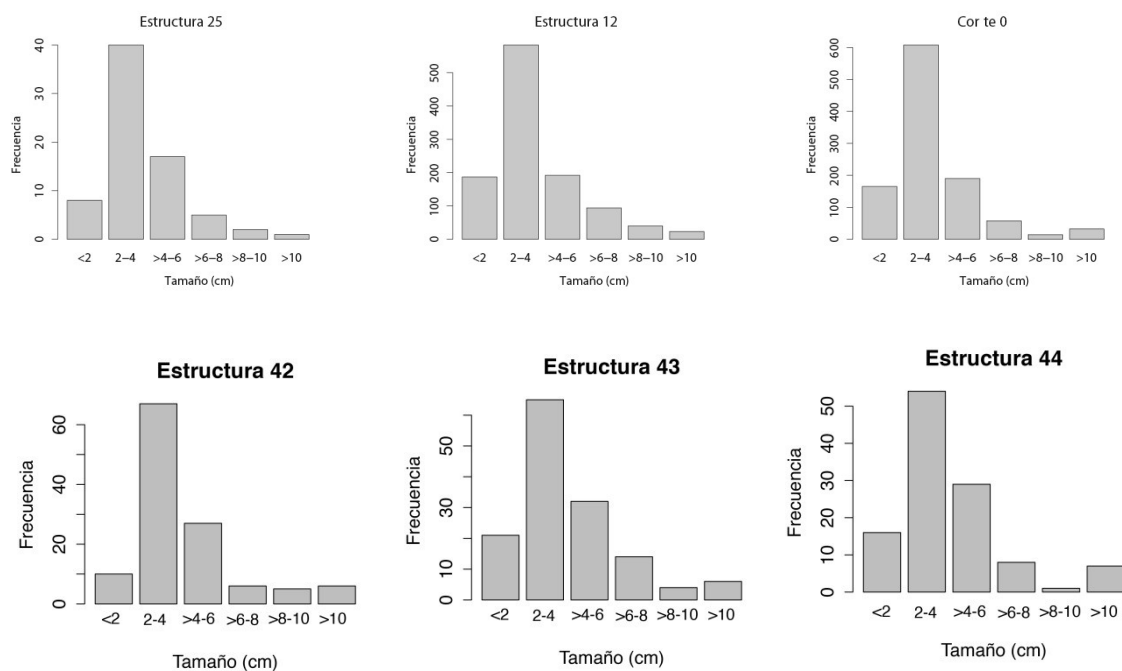 Estructura 25
Frecuencia
40
30
20
10
0
<2 2–4 >4–6 >6–8 >8–10 >10
Tamaño (cm)
Estructura 12
Frecuencia
500
400
300
200
100
0
<2 2–4 >4–6 >6–8 >8–10 >10
Tamaño (cm)
Cor te 0
Frecuencia
600
500
400
300
200
100
0
<2 2–4 >4–6 >6–8 >8–10 >10
Tamaño (cm)
Estructura 42
Frecuencia
60
40
20
0
<2 2-4 >4-6 >6-8 >8-10 >10
Tamaño (cm)
Estructura 43
Frecuencia
50
30
10
0
<2 2-4 >4-6 >6-8 >8-10 >10
Tamaño (cm)
Estructura 44
Frecuencia
50
40
30
20
10
0
<2 2-4 >4-6 >6-8 >8-10 >10
Tamaño (cm)